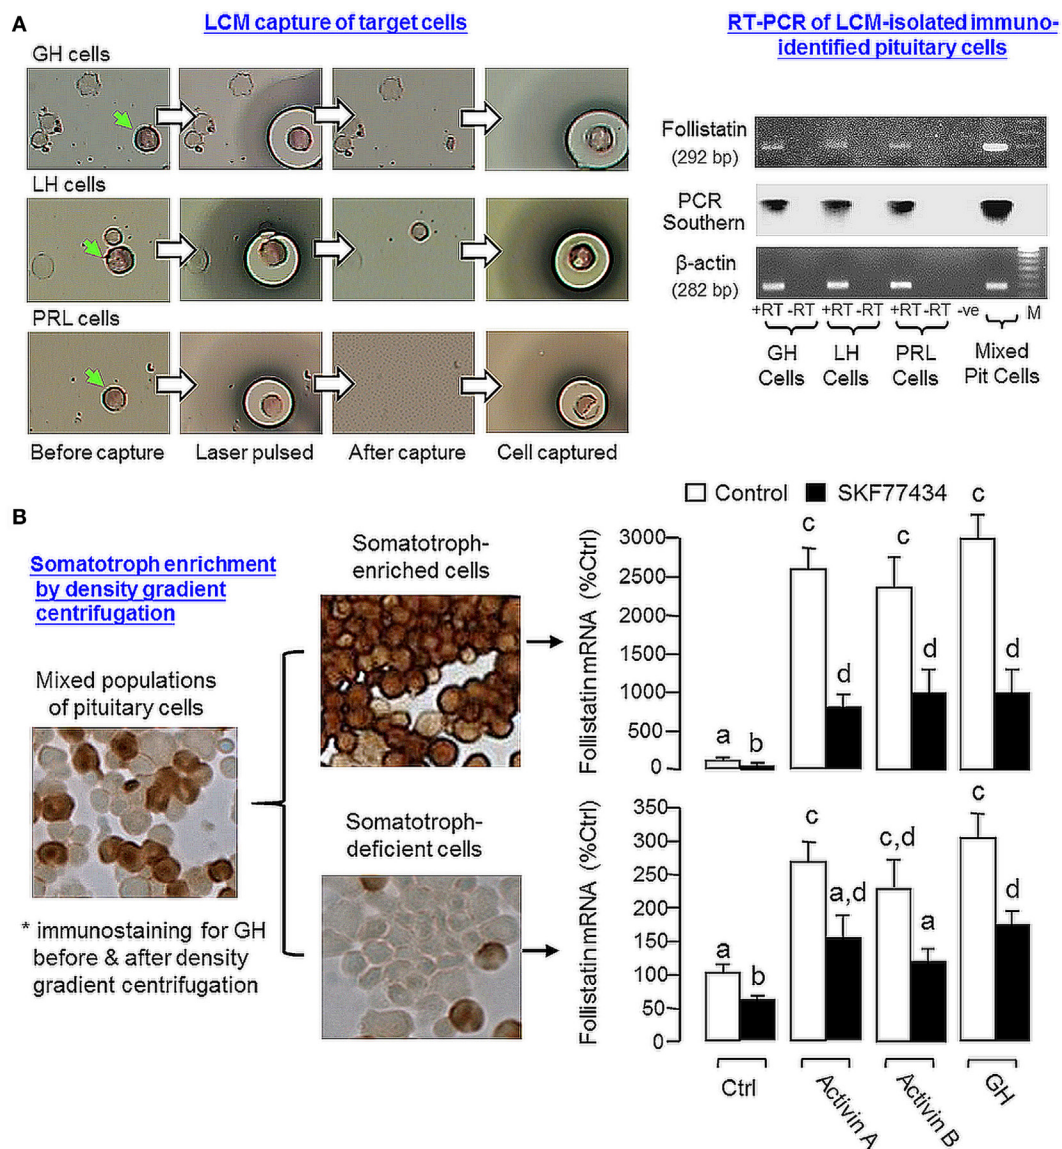 A
LCM capture of target cells
GH cells
LH cells
PRL cells
Before capture
Laser pulsed
After capture
Cell captured
RT-PCR of LCM-isolated immuno-
identified pituitary cells
Follistatin
(292 bp)
PCR
Southern
β-actin
(282 bp)
+RT -RT +RT -RT +RT -RT -ve M
GH
Cells
LH
Cells
PRL
Cells
Mixed
Pit Cells
B
Somatotroph enrichment
by density gradient
centrifugation
Mixed populations
of pituitary cells
* immunostaining for GH
before & after density
gradient centrifugation
Somatotroph-
enriched cells
Somatotroph-
deficient cells
Control SKF77434
Follistatin mRNA (%Ctrl)
3000
2500
2000
1500
1000
500
0
a b c d c d c d
Follistatin mRNA (%Ctrl)
350
300
250
200
150
100
50
0
a b c a,d c,d a c d
Ctrl
Activin A
Activin B
GH